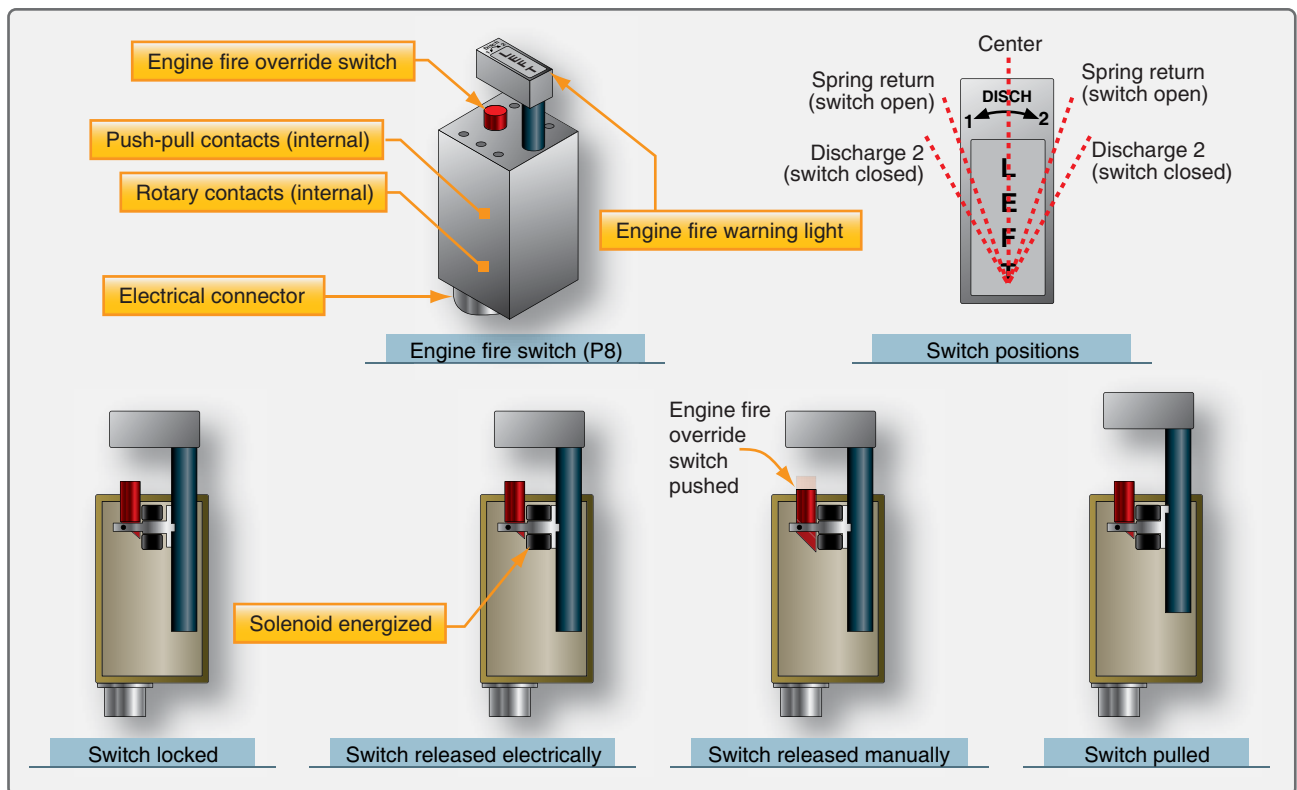 Engine fire override switch
Push-pull contacts (internal)
Rotary contacts (internal)
Electrical connector
LEFT
Engine fire warning light
Engine fire switch (P8)
Center
Spring return
(switch open)
Spring return
(switch open)
DISCH
1
2
Discharge 2
(switch closed)
Discharge 2
(switch closed)
L
E
F
T
Switch positions
Engine fire
override
switch
pushed
Solenoid energized
Switch locked
Switch released electrically
Switch released manually
Switch pulled